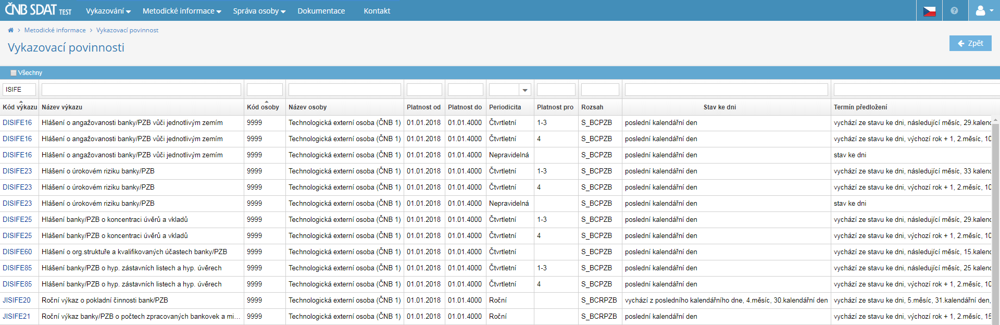 ČNB SDAT TEST Vykazování Metodické informace Správa osoby Dokumentace Kontakt
Metodické informace > Vykazovací povinnost
Vykazovací povinnosti
Zpět
Všechny
ISIFE
Kód výkazu Název výkazu Kód osoby Název osoby Platnost od Platnost do Periodicita Platnost pro Rozsah Stav ke dni Termín předložení
DISIFE16 Hlášení o angažovanosti banky/PZB vůči jednotlivým zemím 9999 Technologická externí osoba (ČNB 1) 01.01.2018 01.01.4000 Čtvrtletní 1-3 S_BCPZB poslední kalendářní den vychází ze stavu ke dni, následující měsíc, 29.kalend
DISIFE16 Hlášení o angažovanosti banky/PZB vůči jednotlivým zemím 9999 Technologická externí osoba (ČNB 1) 01.01.2018 01.01.4000 Čtvrtletní 4 S_BCPZB poslední kalendářní den vychází ze stavu ke dni, výchozí rok + 1, 2.měsíc, 10
DISIFE16 Hlášení o angažovanosti banky/PZB vůči jednotlivým zemím 9999 Technologická externí osoba (ČNB 1) 01.01.2018 01.01.4000 Nepravidelná S_BCPZB poslední kalendářní den stav ke dni
DISIFE23 Hlášení o úrokovém riziku banky/PZB 9999 Technologická externí osoba (ČNB 1) 01.01.2018 01.01.4000 Čtvrtletní 1-3 S_BCPZB poslední kalendářní den vychází ze stavu ke dni, následující měsíc, 33 kalend
DISIFE23 Hlášení o úrokovém riziku banky/PZB 9999 Technologická externí osoba (ČNB 1) 01.01.2018 01.01.4000 Čtvrtletní 4 S_BCPZB poslední kalendářní den vychází ze stavu ke dni, výchozí rok + 1, 2.měsíc, 10
DISIFE23 Hlášení o úrokovém riziku banky/PZB 9999 Technologická externí osoba (ČNB 1) 01.01.2018 01.01.4000 Nepravidelná S_BCPZB poslední kalendářní den stav ke dni
DISIFE25 Hlášení banky/PZB o koncentraci úvěrů a vkladů 9999 Technologická externí osoba (ČNB 1) 01.01.2018 01.01.4000 Čtvrtletní 1-3 S_BCPZB poslední kalendářní den vychází ze stavu ke dni, následující měsíc, 29.kalend
DISIFE25 Hlášení banky/PZB o koncentraci úvěrů a vkladů 9999 Technologická externí osoba (ČNB 1) 01.01.2018 01.01.4000 Čtvrtletní 4 S_BCPZB poslední kalendářní den vychází ze stavu ke dni, výchozí rok + 1, 2.měsíc, 10
DISIFE60 Hlášení o org.struktuře a kvalifikovaných účastech banky/PZB 9999 Technologická externí osoba (ČNB 1) 01.01.2018 01.01.4000 Čtvrtletní S_BCPZB poslední kalendářní den vychází ze stavu ke dni, následující měsíc, 15.kalend
DISIFE85 Hlášení banky/PZB o hyp. zástavních listech a hyp. úvěrech 9999 Technologická externí osoba (ČNB 1) 01.01.2018 01.01.4000 Čtvrtletní 1-3 S_BCPZB poslední kalendářní den vychází ze stavu ke dni, následující měsíc, 25 kalend
DISIFE85 Hlášení banky/PZB o hyp. zástavních listech a hyp. úvěrech 9999 Technologická externí osoba (ČNB 1) 01.01.2018 01.01.4000 Čtvrtletní 4 S_BCPZB poslední kalendářní den vychází ze stavu ke dni, výchozí rok + 1, 2.měsíc, 10
JISIFE20 Roční výkaz o pokladní činnosti bank/PZB 9999 Technologická externí osoba (ČNB 1) 01.01.2018 01.01.4000 Roční S_BCRPZB vychází z posledního kalendářního dne, 4.měsíc, 30.kalendářní den vychází ze stavu ke dni, 5.měsíc, 31.kalendářní den,
JISIFE21 Roční výkaz banky/PZB o počtech zpracovaných bankovek a mi... 9999 Technologická externí osoba (ČNB 1) 01.01.2018 01.01.4000 Roční S_BCRPZB poslední kalendářní den vychází ze stavu ke dni, výchozí rok + 1, 2.měsíc, 15